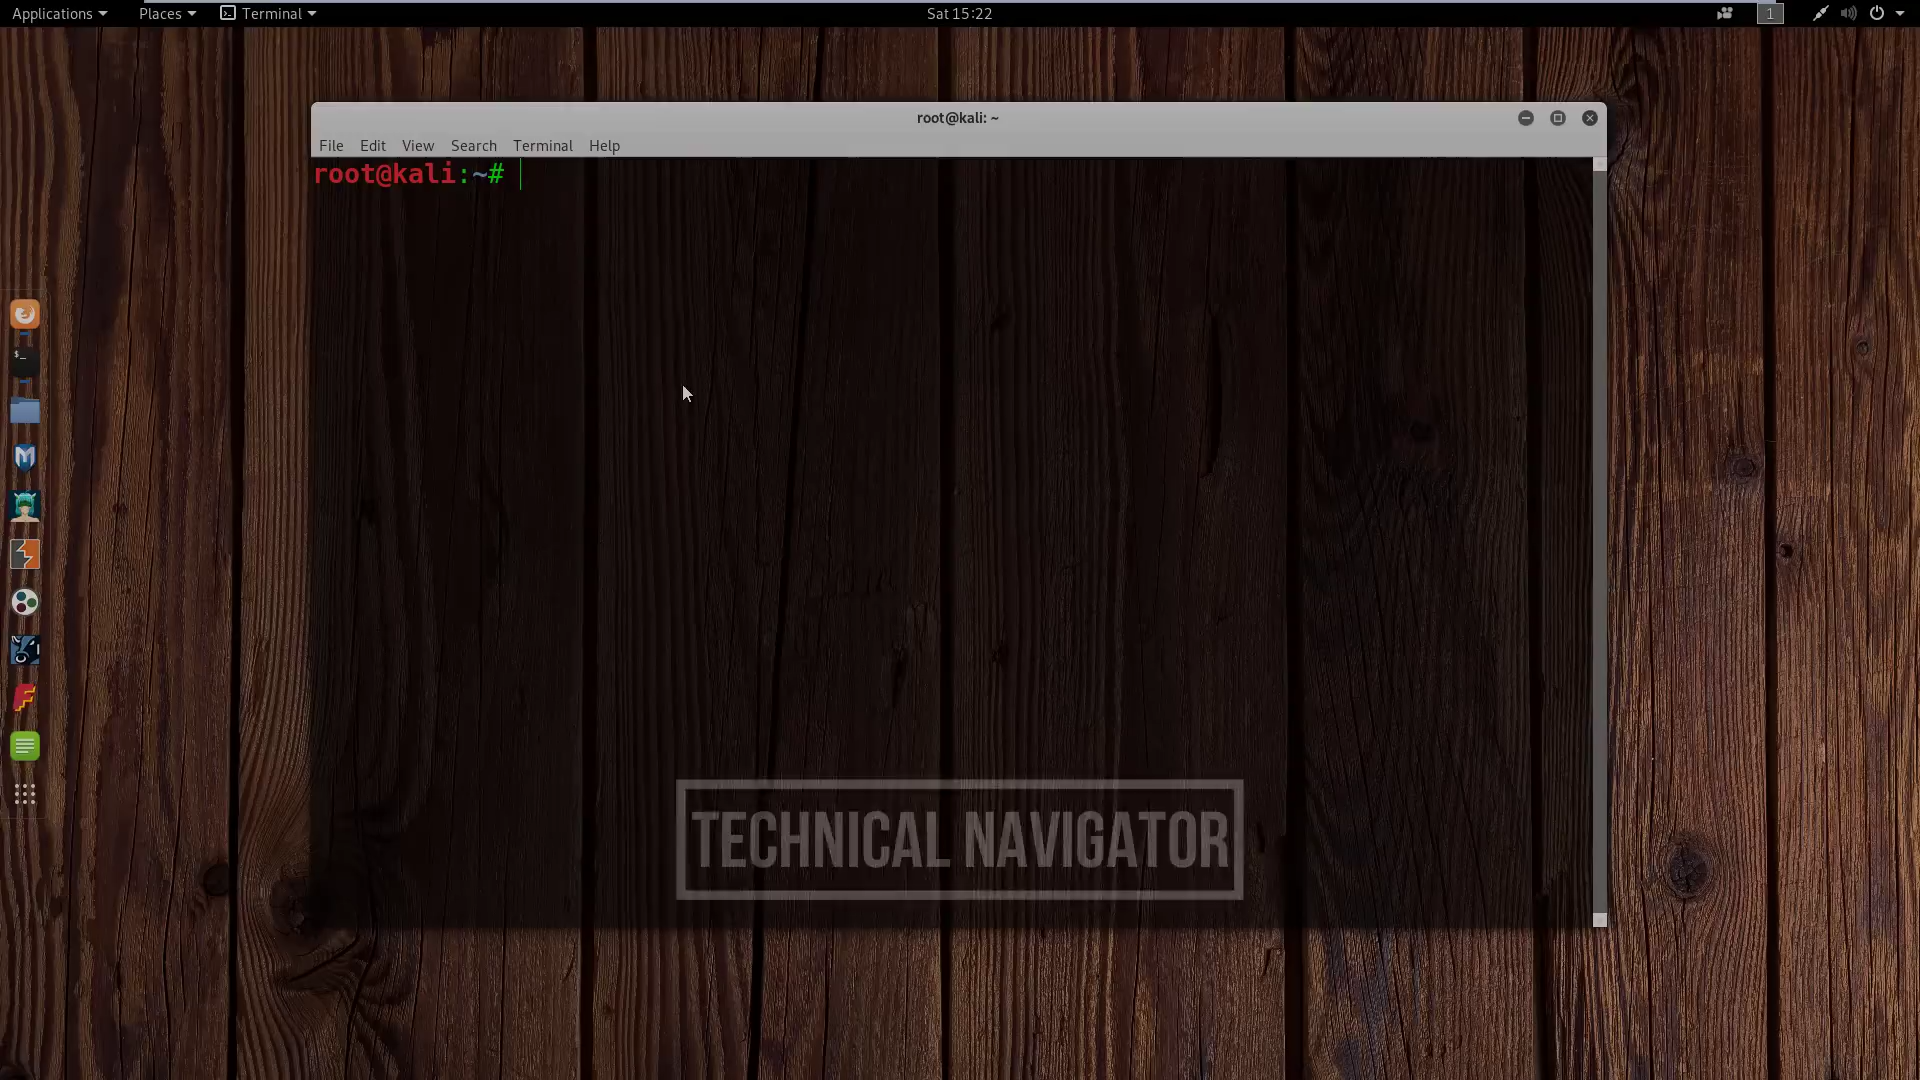 Applications Places Terminal Sat 15:22 1
root@kali: ~
File Edit View Search Terminal Help
root@kali:~#
$_
TECHNICAL NAVIGATOR